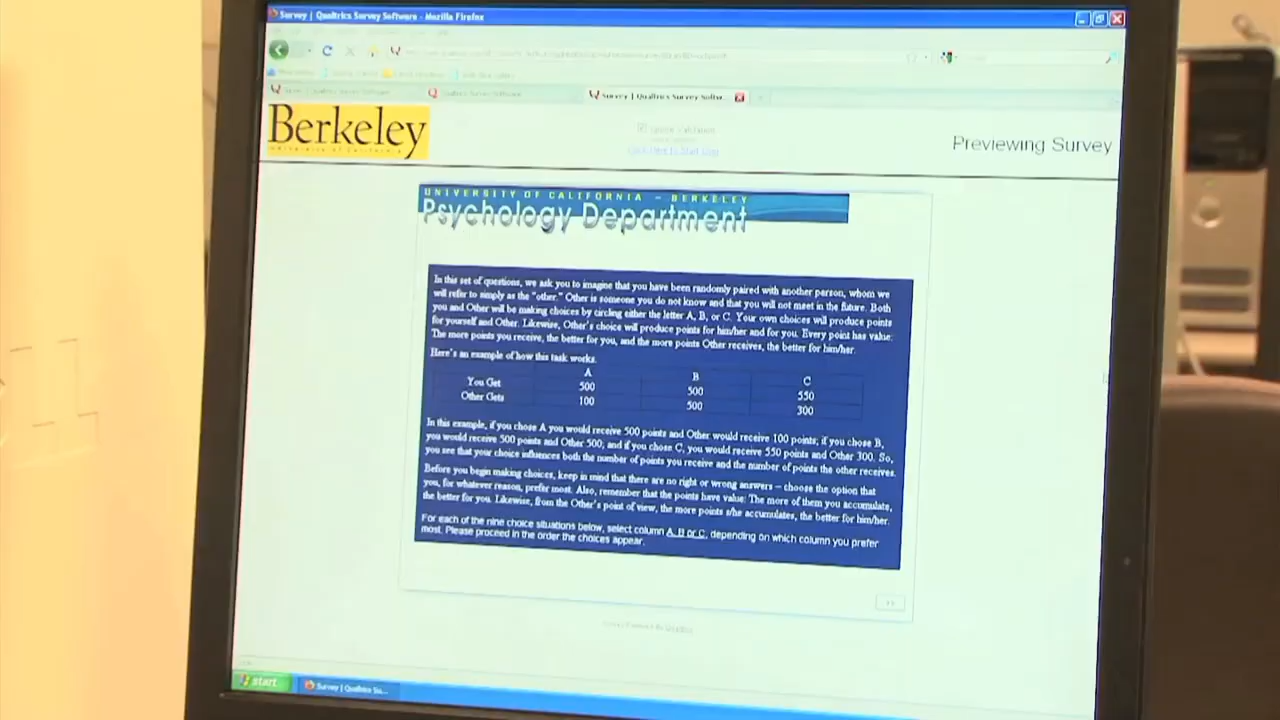 Survey | Qualtrics Survey Software - Mozilla Firefox
Survey | Qualtrics Survey Softw...
Berkeley
University of California
Previewing Survey
UNIVERSITY OF CALIFORNIA – BERKELEY
Psychology Department
In this set of questions, we ask you to imagine that you have been randomly paired with another person, whom we
will refer to simply as the "other." Other is someone you do not know and that you will not meet in the future. Both
you and Other will be making choices by circling either the letter A, B, or C. Your own choices will produce points
for yourself and Other. Likewise, Other's choice will produce points for him/her and for you. Every point has value:
The more points you receive, the better for you, and the more points Other receives, the better for him/her.
Here's an example of how this task works.
A B C
You Get 500 500 550
Other Gets 100 500 300
In this example, if you chose A you would receive 500 points and Other would receive 100 points; if you chose B,
you would receive 500 points and Other 500; and if you chose C, you would receive 550 points and Other 300. So,
you see that your choice influences both the number of points you receive and the number of points the other receives.
Before you begin making choices, keep in mind that there are no right or wrong answers – choose the option that
you, for whatever reason, prefer most. Also, remember that the points have value: The more of them you accumulate,
the better for you. Likewise, from the Other's point of view, the more points s/he accumulates, the better for him/her.
For each of the nine choice situations below, select column A, B or C, depending on which column you prefer
most. Please proceed in the order the choices appear.
>>
start
Survey | Qualtrics Su...